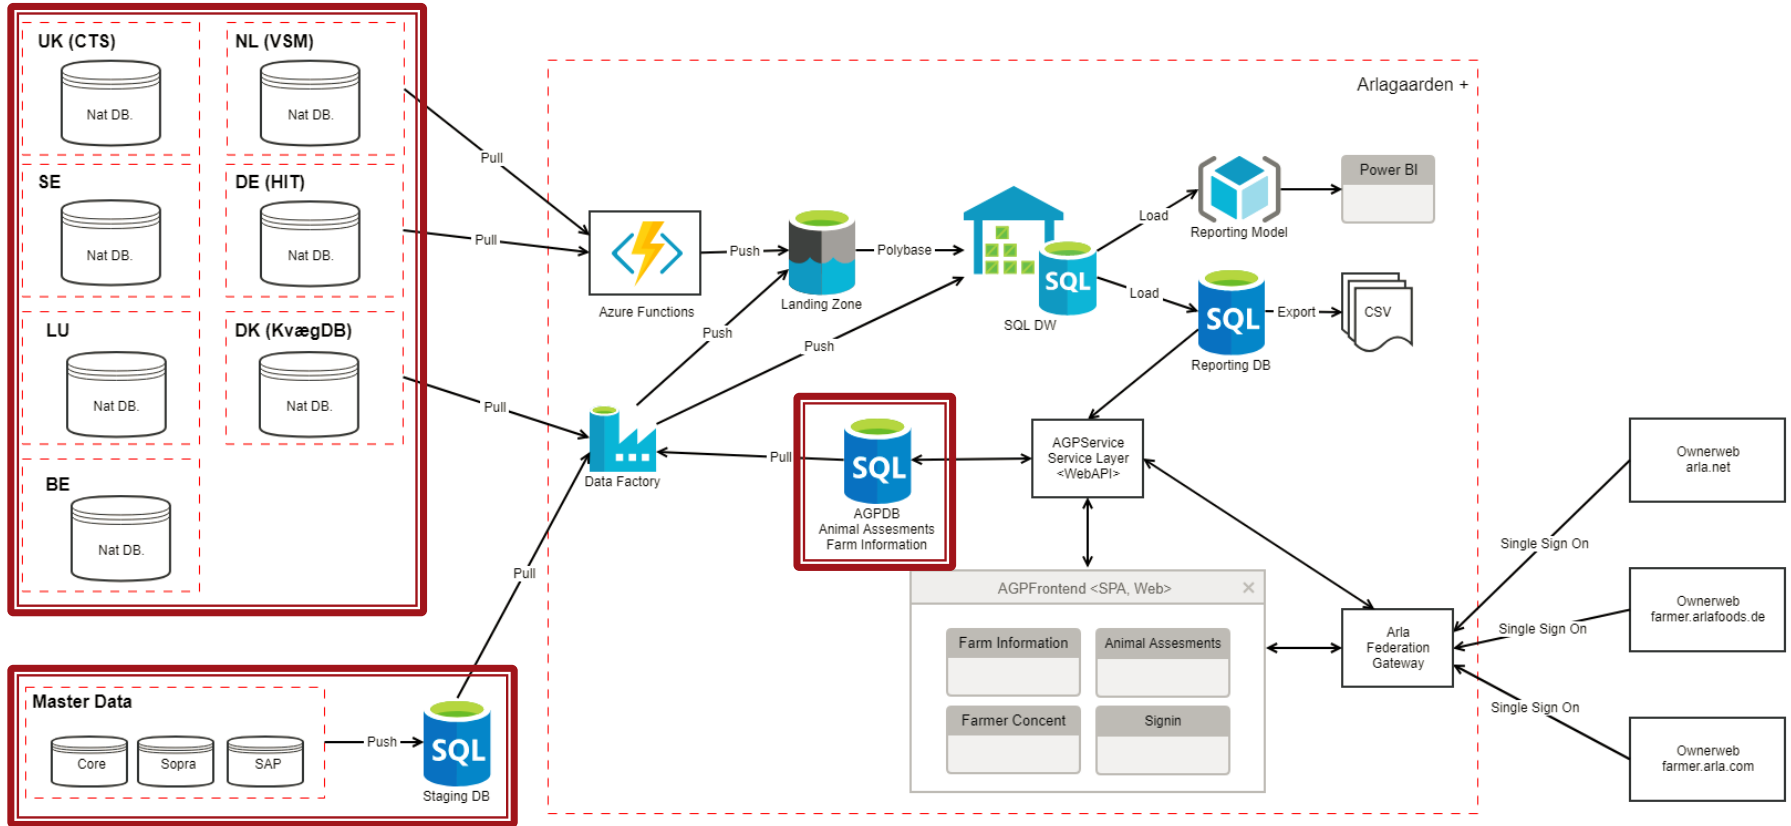 UK (CTS)
Nat DB.
NL (VSM)
Nat DB.
SE
Nat DB.
DE (HIT)
Nat DB.
LU
Nat DB.
DK (KvægDB)
Nat DB.
BE
Nat DB.
Master Data
Core
Sopra
SAP
Push
Staging DB
Pull
Pull
Pull
Pull
Arlagaarden +
Azure Functions
Push
Landing Zone
Polybase
Push
Push
Data Factory
Pull
SQL
SQL DW
Load
Load
Reporting Model
Power BI
SQL
Reporting DB
Export
CSV
SQL
AGPDB
Animal Assesments
Farm Information
AGPService
Service Layer
<WebAPI>
AGPFrontend <SPA, Web>
Farm Information
Animal Assesments
Farmer Concent
Signin
Arla
Federation
Gateway
Single Sign On
Single Sign On
Single Sign On
Ownerweb
arla.net
Ownerweb
farmer.arlafoods.de
Ownerweb
farmer.arla.com
SQL